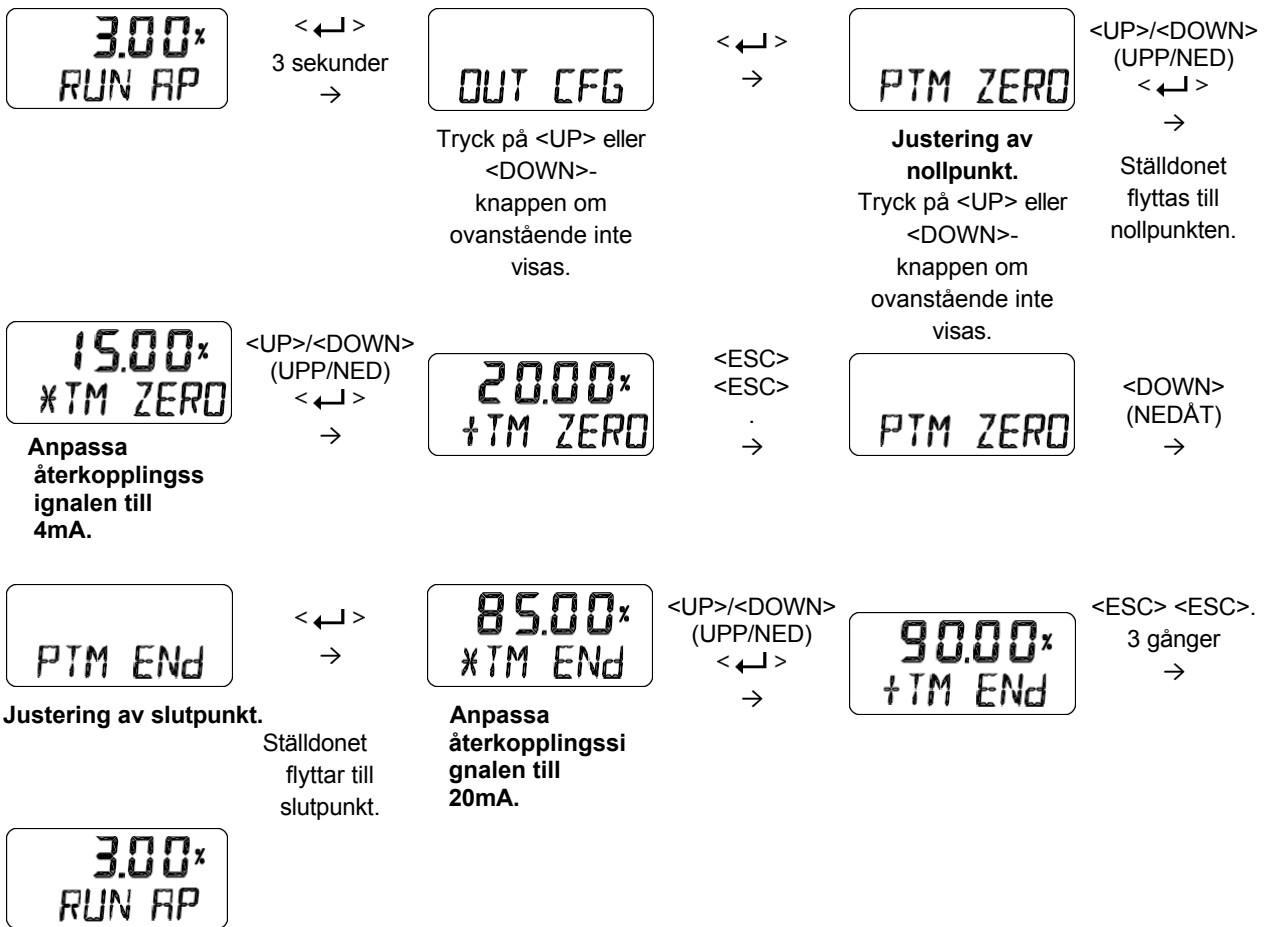 3.00%
RUN AP
< ↵ >
3 sekunder
→
OUT CFG
Tryck på <UP> eller
<DOWN>-
knappen om
ovanstående inte
visas.
< ↵ >
→
PTM ZERO
Justering av
nollpunkt.
Tryck på <UP> eller
<DOWN>-
knappen om
ovanstående inte
visas.
<UP>/<DOWN>
(UPP/NED)
< ↵ >
→
Ställdonet
flyttas till
nollpunkten.
15.00%
*TM ZERO
Anpassa
återkopplingss
ignalen till
4mA.
<UP>/<DOWN>
(UPP/NED)
< ↵ >
→
20.00%
+TM ZERO
<ESC>
<ESC>
.
→
PTM ZERO
<DOWN>
(NEDÅT)
→
PTM ENd
Justering av slutpunkt.
< ↵ >
→
Ställdonet
flyttar till
slutpunkt.
85.00%
*TM ENd
Anpassa
återkopplingssi
gnalen till
20mA.
<UP>/<DOWN>
(UPP/NED)
< ↵ >
→
90.00%
+TM ENd
<ESC> <ESC>.
3 gånger
→
3.00%
RUN AP